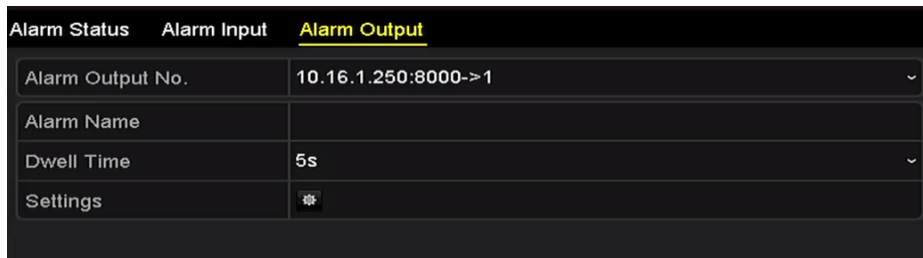 Alarm Status Alarm Input Alarm Output
Alarm Output No. 10.16.1.250:8000->1
Alarm Name
Dwell Time 5s
Settings